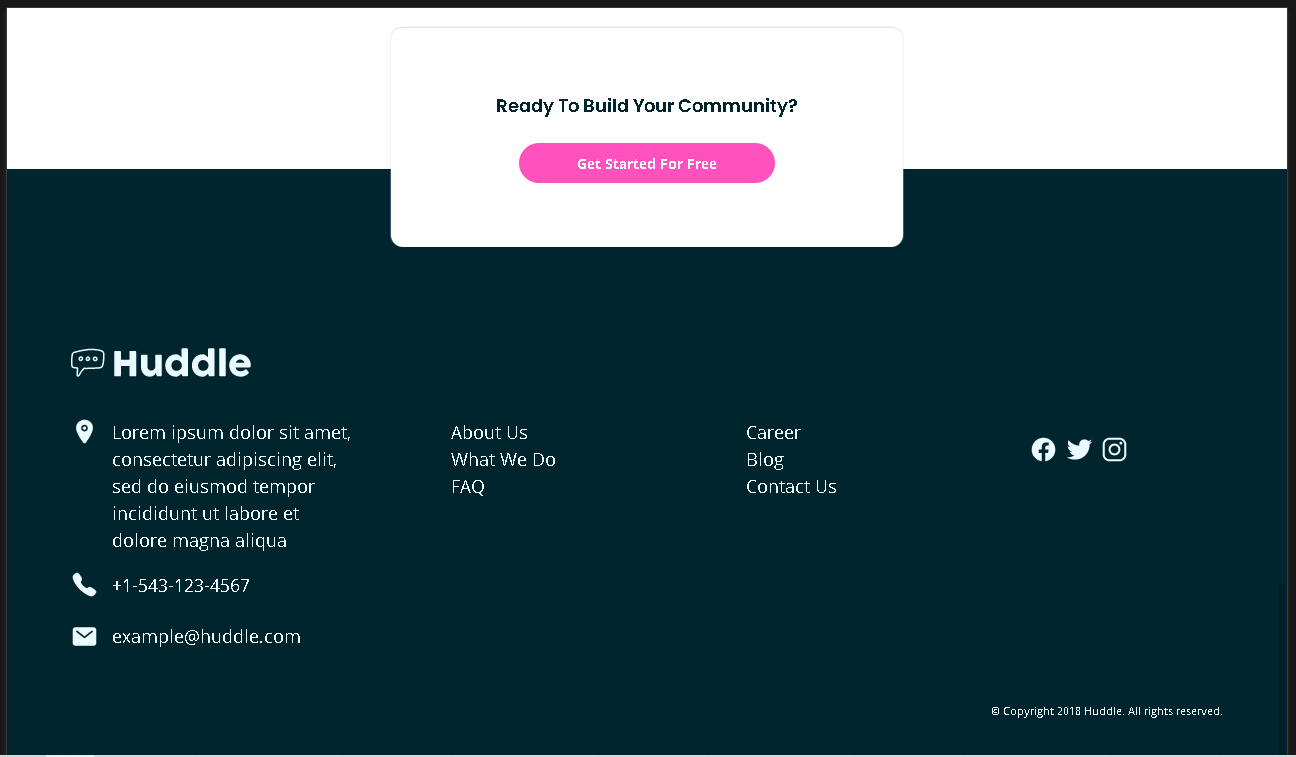 Ready To Build Your Community?
Get Started For Free
Huddle
Lorem ipsum dolor sit amet,
consectetur adipiscing elit,
sed do eiusmod tempor
incididunt ut labore et
dolore magna aliqua
+1-543-123-4567
example@huddle.com
About Us
What We Do
FAQ
Career
Blog
Contact Us
© Copyright 2018 Huddle. All rights reserved.